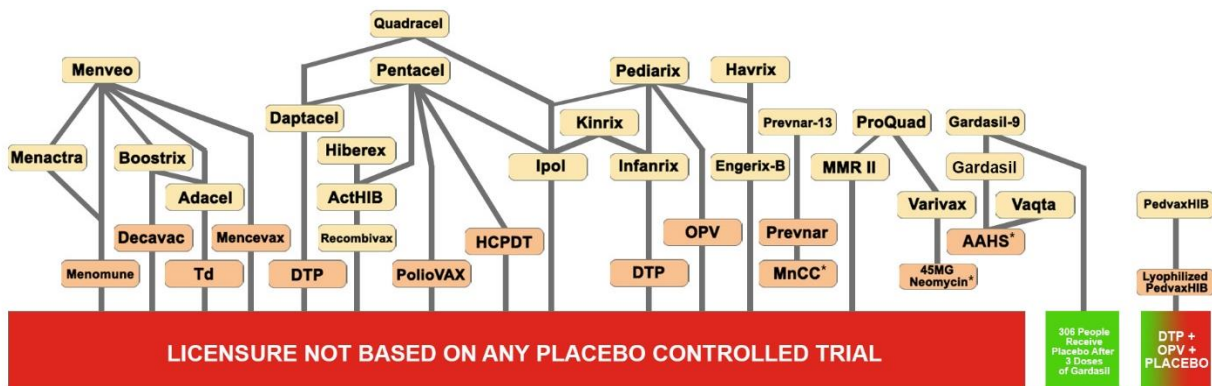 Quadracel
Menveo
Pentacel
Pediarix
Havrix
Daptacel
Kinrix
Prevnar-13
ProQuad
Gardasil-9
Menactra
Boostrix
Hiberex
Ipol
Infanrix
Engerix-B
MMR II
Gardasil
Adacel
ActHIB
Varivax
Vaqta
PedvaxHIB
Decavac
Mencevax
Recombivax
HCPDT
OPV
Prevnar
AAHS*
Menomune
Td
DTP
PolioVAX
DTP
MnCC*
45MG
Neomycin*
Lyophilized
PedvaxHIB
LICENSURE NOT BASED ON ANY PLACEBO CONTROLLED TRIAL
306 People
Receive
Placebo After
3 Doses
of Gardasil
DTP +
OPV +
PLACEBO